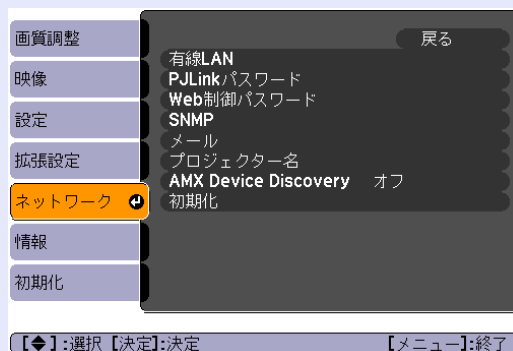 画質調整
映像
設定
拡張設定
ネットワーク
情報
初期化
戻る
有線LAN
PJLinkパスワード
Web制御パスワード
SNMP
メール
プロジェクター名
AMX Device Discovery オフ
初期化
【◆】:選択 【決定】:決定 【メニュー】:終了